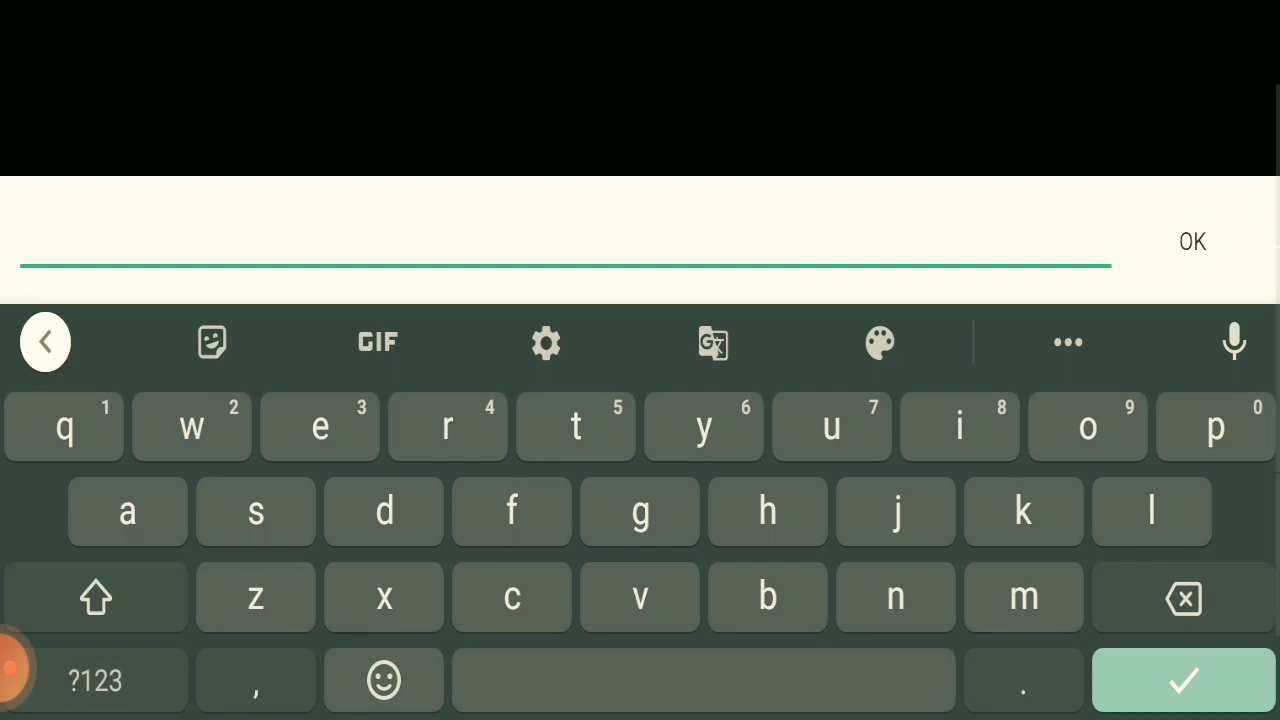 OK
GIF
q 1 w 2 e 3 r 4 t 5 y 6 u 7 i 8 o 9 p 0
a s d f g h j k l
z x c v b n m
?123 , .